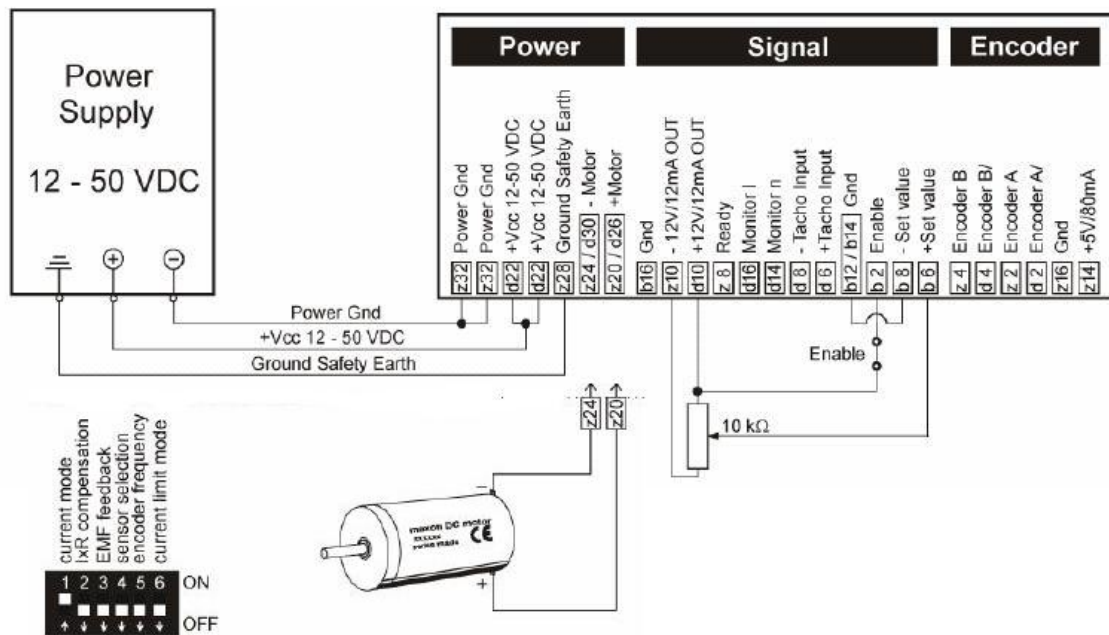 Power
Supply
12 - 50 VDC
Power
Signal
Encoder
Power Gnd
Power Gnd
+Vcc 12-50 VDC
+Vcc 12-50 VDC
Ground Safety Earth
- Motor
+Motor
Gnd
- 12V/12mA OUT
+12V/12mA OUT
Ready
Monitor I
Monitor n
- Tacho Input
+Tacho Input
Gnd
Enable
- Set value
+Set value
Encoder B
Encoder B/
Encoder A
Encoder A/
Gnd
+5V/80mA
z32
z32
d22
d22
z28
z24 / d30
z20 / d26
b16
z10
d10
z 8
d16
d14
d 8
d 6
b12 / b14
b 2
b 8
b 6
z 4
d 4
z 2
d 2
z16
z14
Power Gnd
+Vcc 12 - 50 VDC
Ground Safety Earth
Enable
10 kΩ
z24
z20
current mode
IxR compensation
EMF feedback
sensor selection
encoder frequency
current limit mode
1 2 3 4 5 6
ON
OFF
maxon DC motor
CE